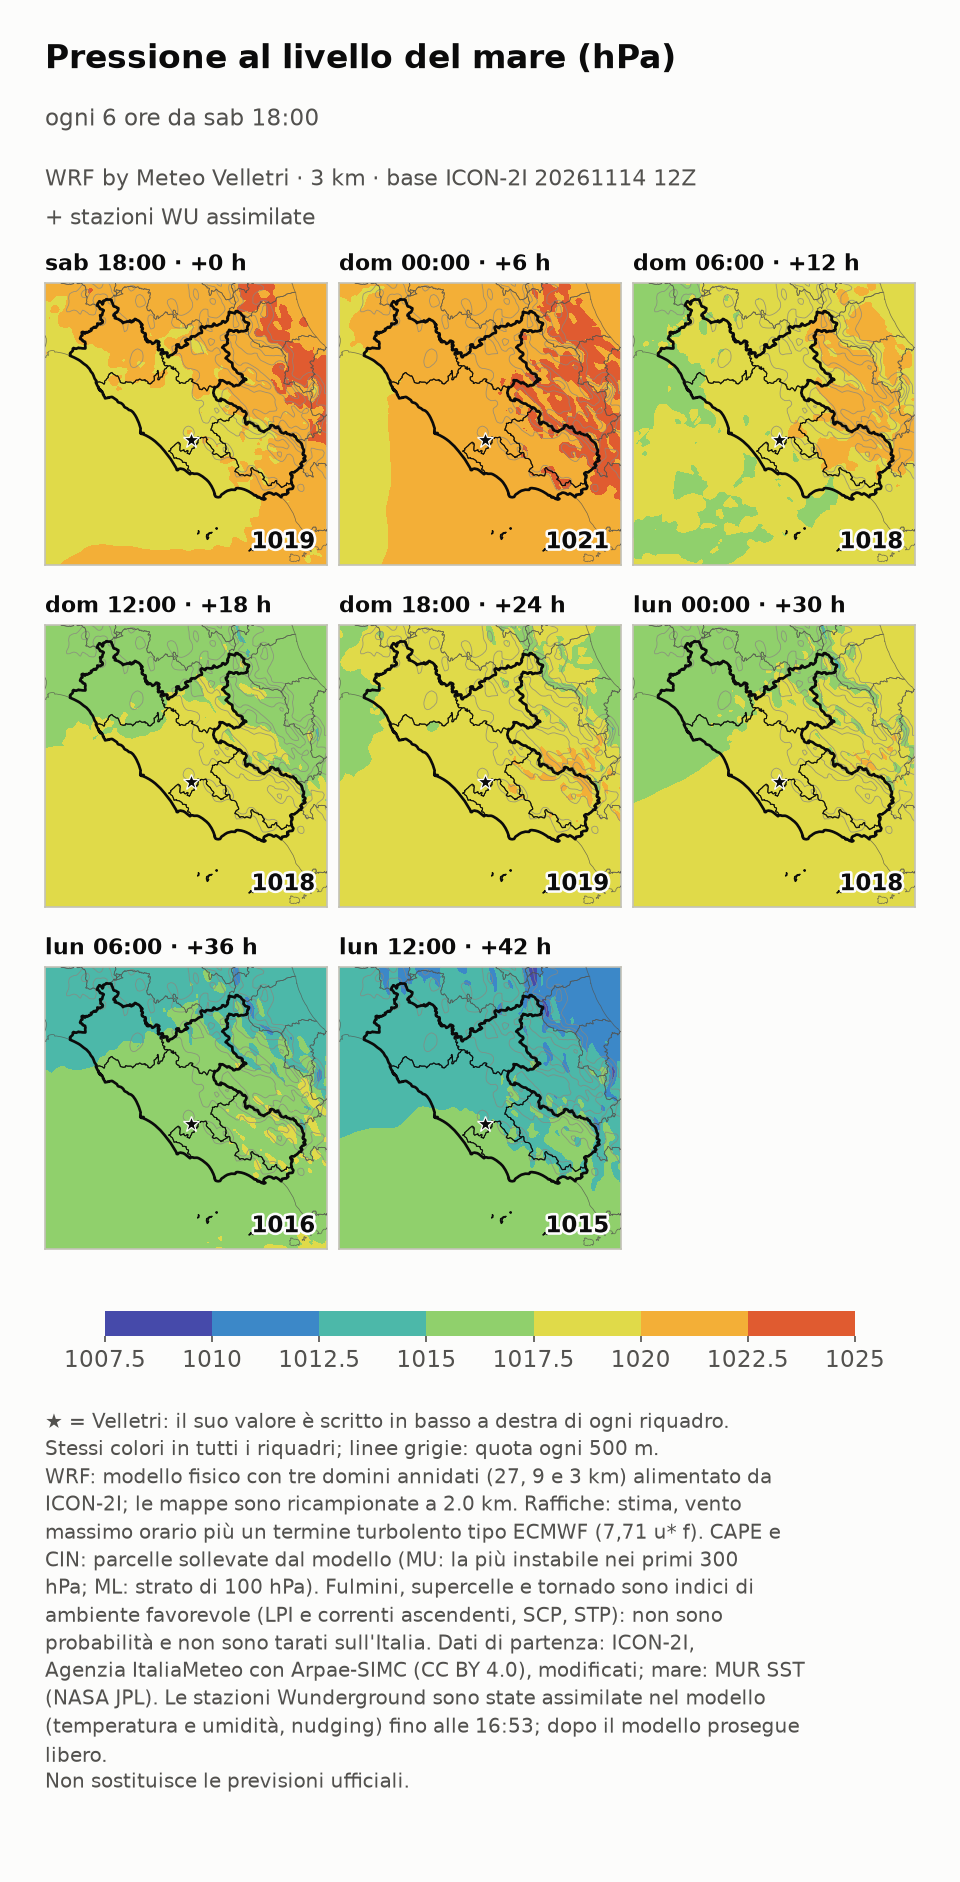 Pressione al livello del mare (hPa)
ogni 6 ore da sab 18:00
WRF by Meteo Velletri · 3 km · base ICON-2I 20261114 12Z
+ stazioni WU assimilate
sab 18:00 · +0 h
dom 00:00 · +6 h
dom 06:00 · +12 h
1019
1021
1018
dom 12:00 · +18 h
dom 18:00 · +24 h
lun 00:00 · +30 h
1018
1019
1018
lun 06:00 · +36 h
lun 12:00 · +42 h
1016
1015
1007.5
1010
1012.5
1015
1017.5
1020
1022.5
1025
★ = Velletri: il suo valore è scritto in basso a destra di ogni riquadro.
Stessi colori in tutti i riquadri; linee grigie: quota ogni 500 m.
WRF: modello fisico con tre domini annidati (27, 9 e 3 km) alimentato da
ICON-2I; le mappe sono ricampionate a 2.0 km. Raffiche: stima, vento
massimo orario più un termine turbolento tipo ECMWF (7,71 u* f). CAPE e
CIN: parcelle sollevate dal modello (MU: la più instabile nei primi 300
hPa; ML: strato di 100 hPa). Fulmini, supercelle e tornado sono indici di
ambiente favorevole (LPI e correnti ascendenti, SCP, STP): non sono
probabilità e non sono tarati sull'Italia. Dati di partenza: ICON-2I,
Agenzia ItaliaMeteo con Arpae-SIMC (CC BY 4.0), modificati; mare: MUR SST
(NASA JPL). Le stazioni Wunderground sono state assimilate nel modello
(temperatura e umidità, nudging) fino alle 16:53; dopo il modello prosegue
libero.
Non sostituisce le previsioni ufficiali.